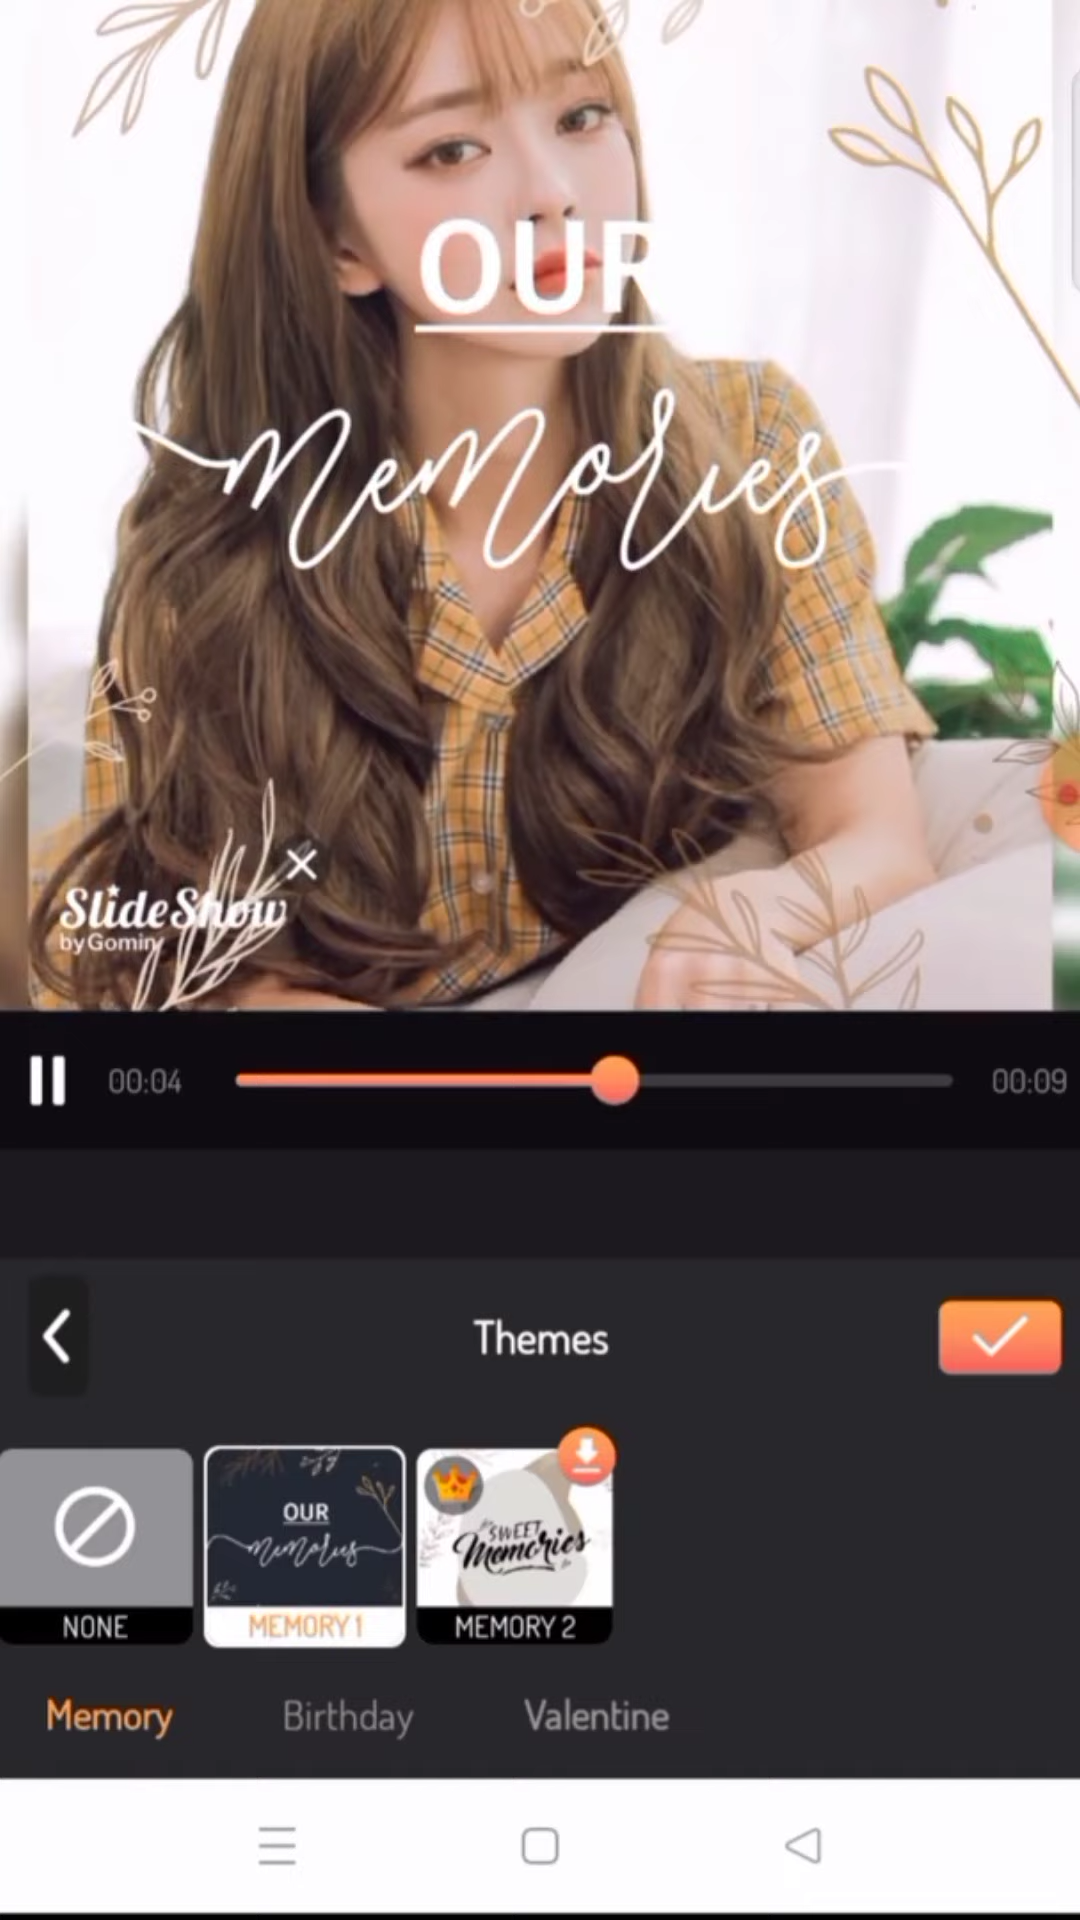 OUR
Memories
SlideShow
by Gomin
00:04
00:09
Themes
OUR
Memories
SWEET
Memories
NONE
MEMORY 1
MEMORY 2
Memory
Birthday
Valentine